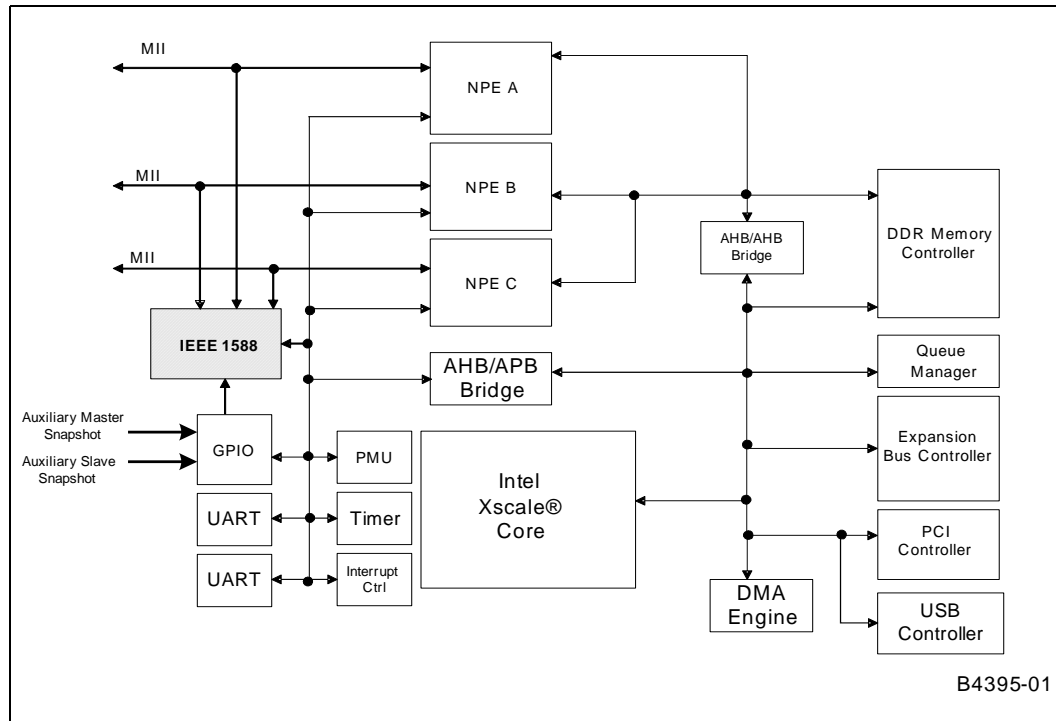 MII
NPE A
MII
NPE B
MII
NPE C
AHB/AHB
Bridge
DDR Memory
Controller
IEEE 1588
AHB/APB
Bridge
Queue
Manager
Auxiliary Master
Snapshot
Auxiliary Slave
Snapshot
GPIO
PMU
Intel
Xscale®
Core
Expansion
Bus Controller
UART
Timer
PCI
Controller
UART
Interrupt
Ctrl
DMA
Engine
USB
Controller
B4395-01